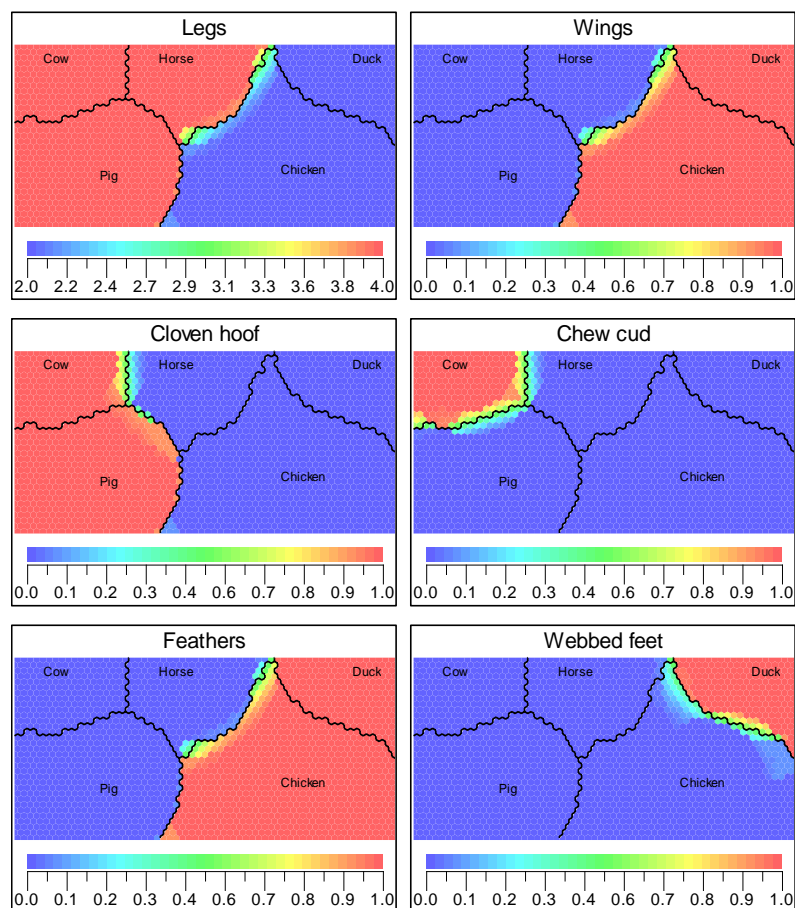 Legs
Cow Horse Duck
Pig Chicken
2.0 2.2 2.4 2.7 2.9 3.1 3.3 3.6 3.8 4.0
Wings
Cow Horse Duck
Pig Chicken
0.0 0.1 0.2 0.3 0.4 0.6 0.7 0.8 0.9 1.0
Cloven hoof
Cow Horse Duck
Pig Chicken
0.0 0.1 0.2 0.3 0.4 0.6 0.7 0.8 0.9 1.0
Chew cud
Cow Horse Duck
Pig Chicken
0.0 0.1 0.2 0.3 0.4 0.6 0.7 0.8 0.9 1.0
Feathers
Cow Horse Duck
Pig Chicken
0.0 0.1 0.2 0.3 0.4 0.6 0.7 0.8 0.9 1.0
Webbed feet
Cow Horse Duck
Pig Chicken
0.0 0.1 0.2 0.3 0.4 0.6 0.7 0.8 0.9 1.0